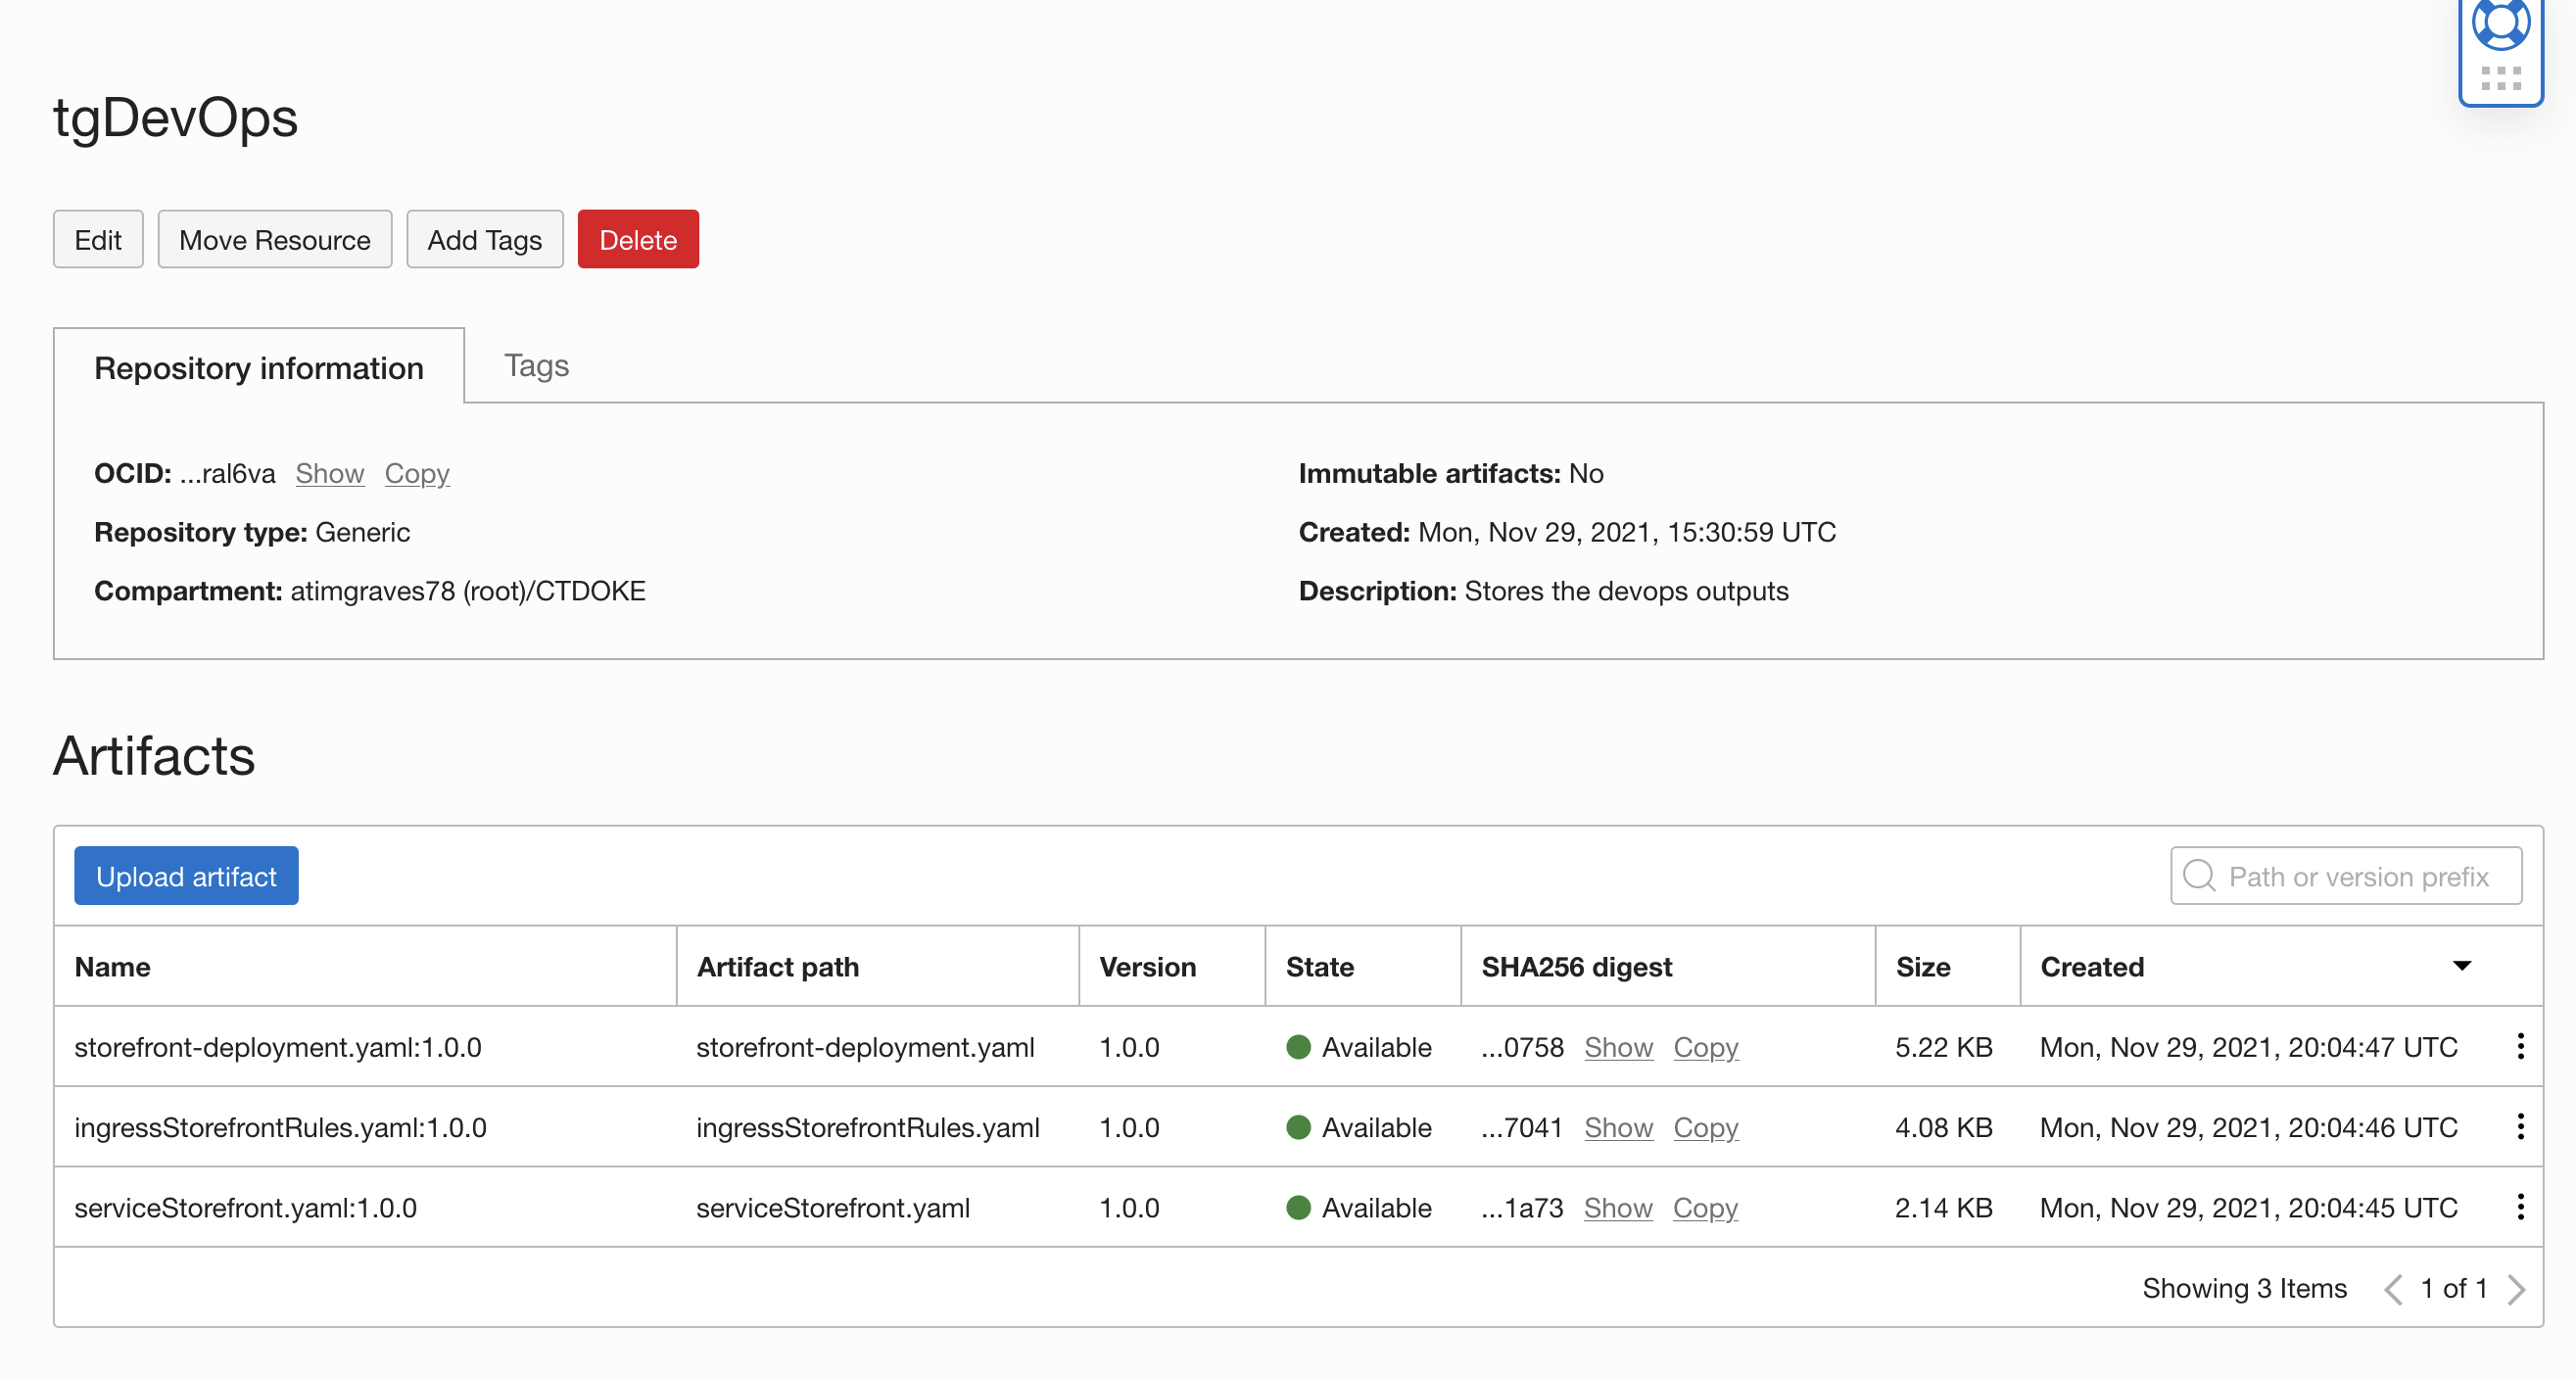 tgDevOps
Edit Move Resource Add Tags Delete
Repository information Tags
OCID: ...ral6va Show Copy
Immutable artifacts: No
Repository type: Generic
Created: Mon, Nov 29, 2021, 15:30:59 UTC
Compartment: atimgraves78 (root)/CTDOKE
Description: Stores the devops outputs
Artifacts
Upload artifact Path or version prefix
Name Artifact path Version State SHA256 digest Size Created
storefront-deployment.yaml:1.0.0 storefront-deployment.yaml 1.0.0 Available ...0758 Show Copy 5.22 KB Mon, Nov 29, 2021, 20:04:47 UTC
ingressStorefrontRules.yaml:1.0.0 ingressStorefrontRules.yaml 1.0.0 Available ...7041 Show Copy 4.08 KB Mon, Nov 29, 2021, 20:04:46 UTC
serviceStorefront.yaml:1.0.0 serviceStorefront.yaml 1.0.0 Available ...1a73 Show Copy 2.14 KB Mon, Nov 29, 2021, 20:04:45 UTC
Showing 3 Items 1 of 1